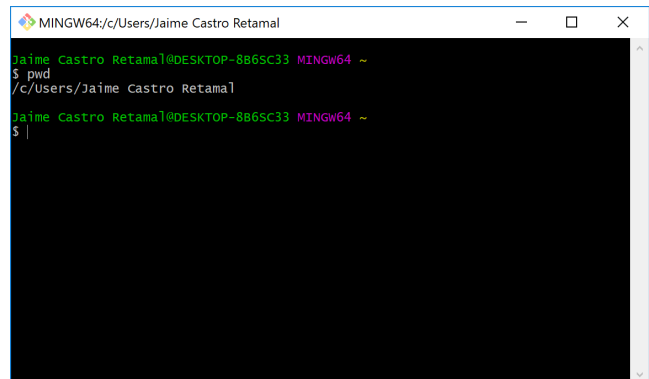 MINGW64:/c/Users/Jaime Castro Retamal
Jaime Castro Retamal@DESKTOP-8B6SC33 MINGW64 ~
$ pwd
/c/Users/Jaime Castro Retamal
Jaime Castro Retamal@DESKTOP-8B6SC33 MINGW64 ~
$